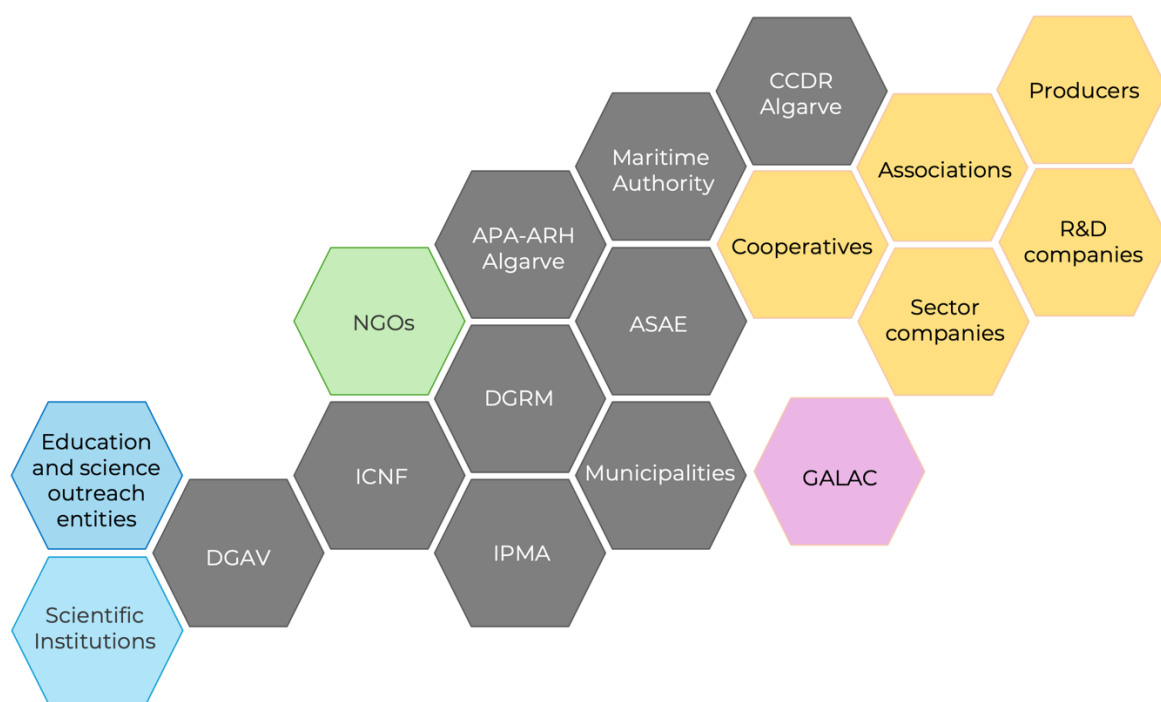 CCDR
Algarve
Producers
Maritime
Authority
Associations
APA-ARH
Algarve
Cooperatives
R&D
companies
NGOs
ASAE
Sector
companies
DGRM
Education
and science
outreach
entities
ICNF
Municipalities
GALAC
DGAV
IPMA
Scientific
Institutions